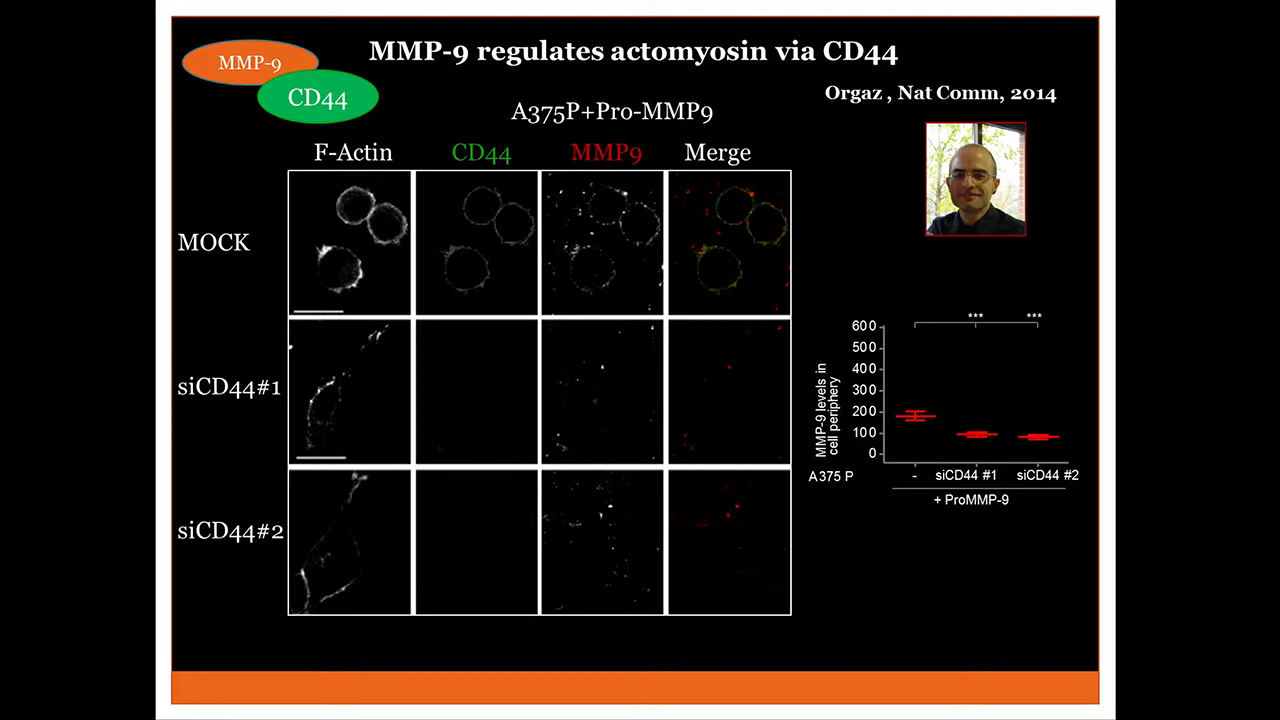 MMP-9 regulates actomyosin via CD44
MMP-9
CD44
Orgaz , Nat Comm, 2014
A375P+Pro-MMP9
F-Actin CD44 MMP9 Merge
MOCK
siCD44#1
siCD44#2
*** ***
600
500
400
300
200
100
0
MMP-9 levels in
cell periphery
A375 P - siCD44 #1 siCD44 #2
+ ProMMP-9